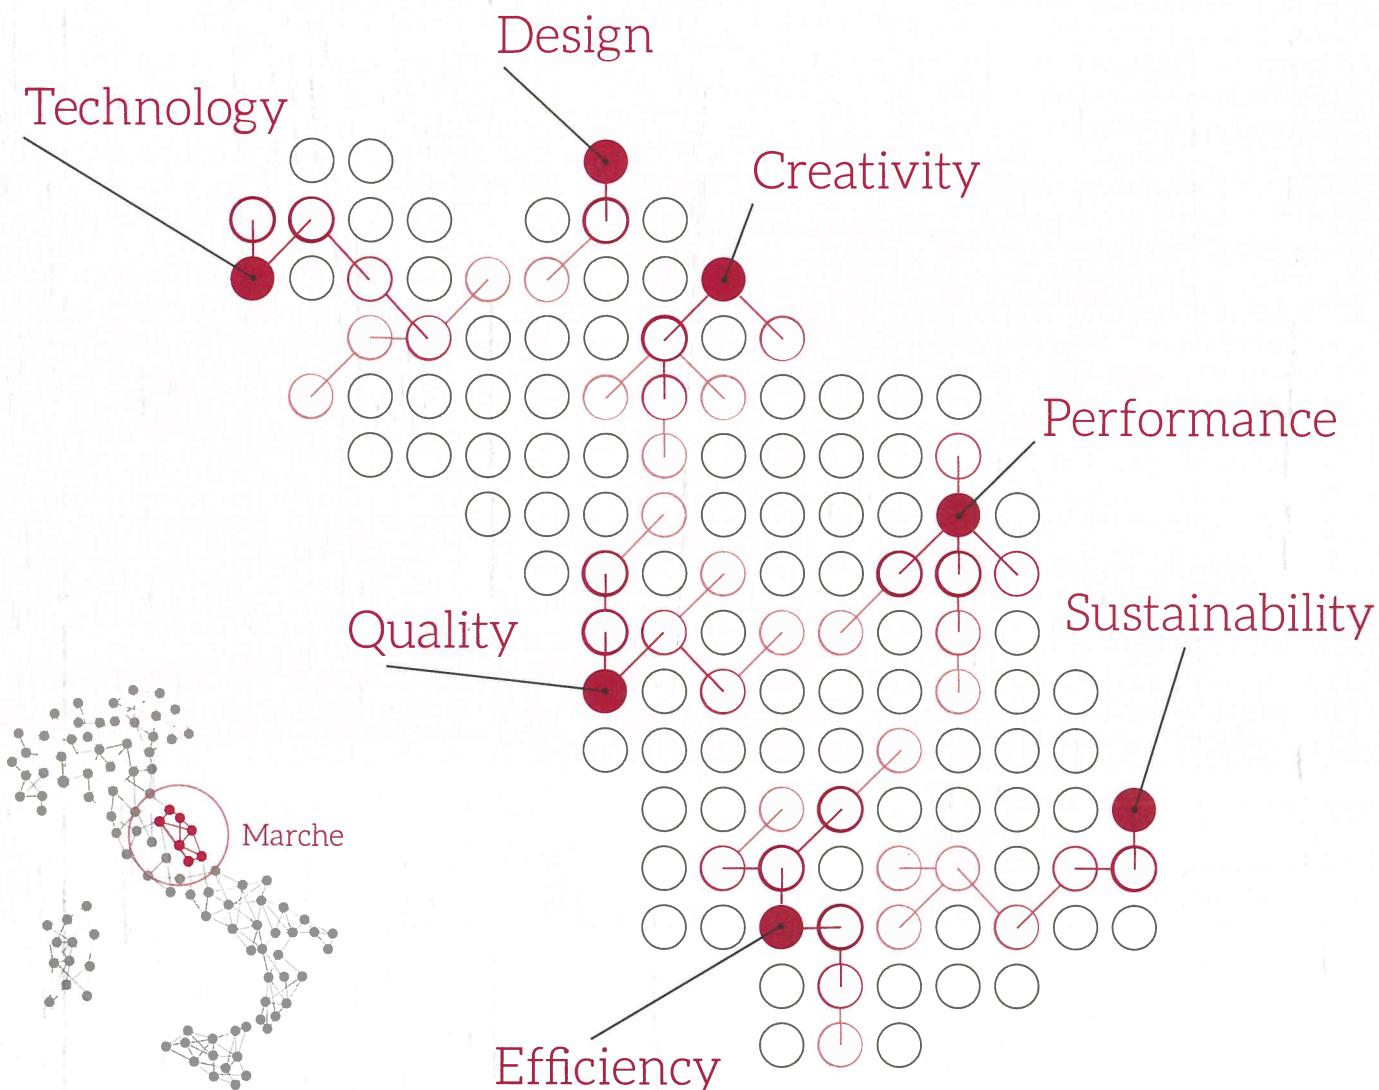 Design
Technology
Creativity
Performance
Sustainability
Quality
Marche
Efficiency